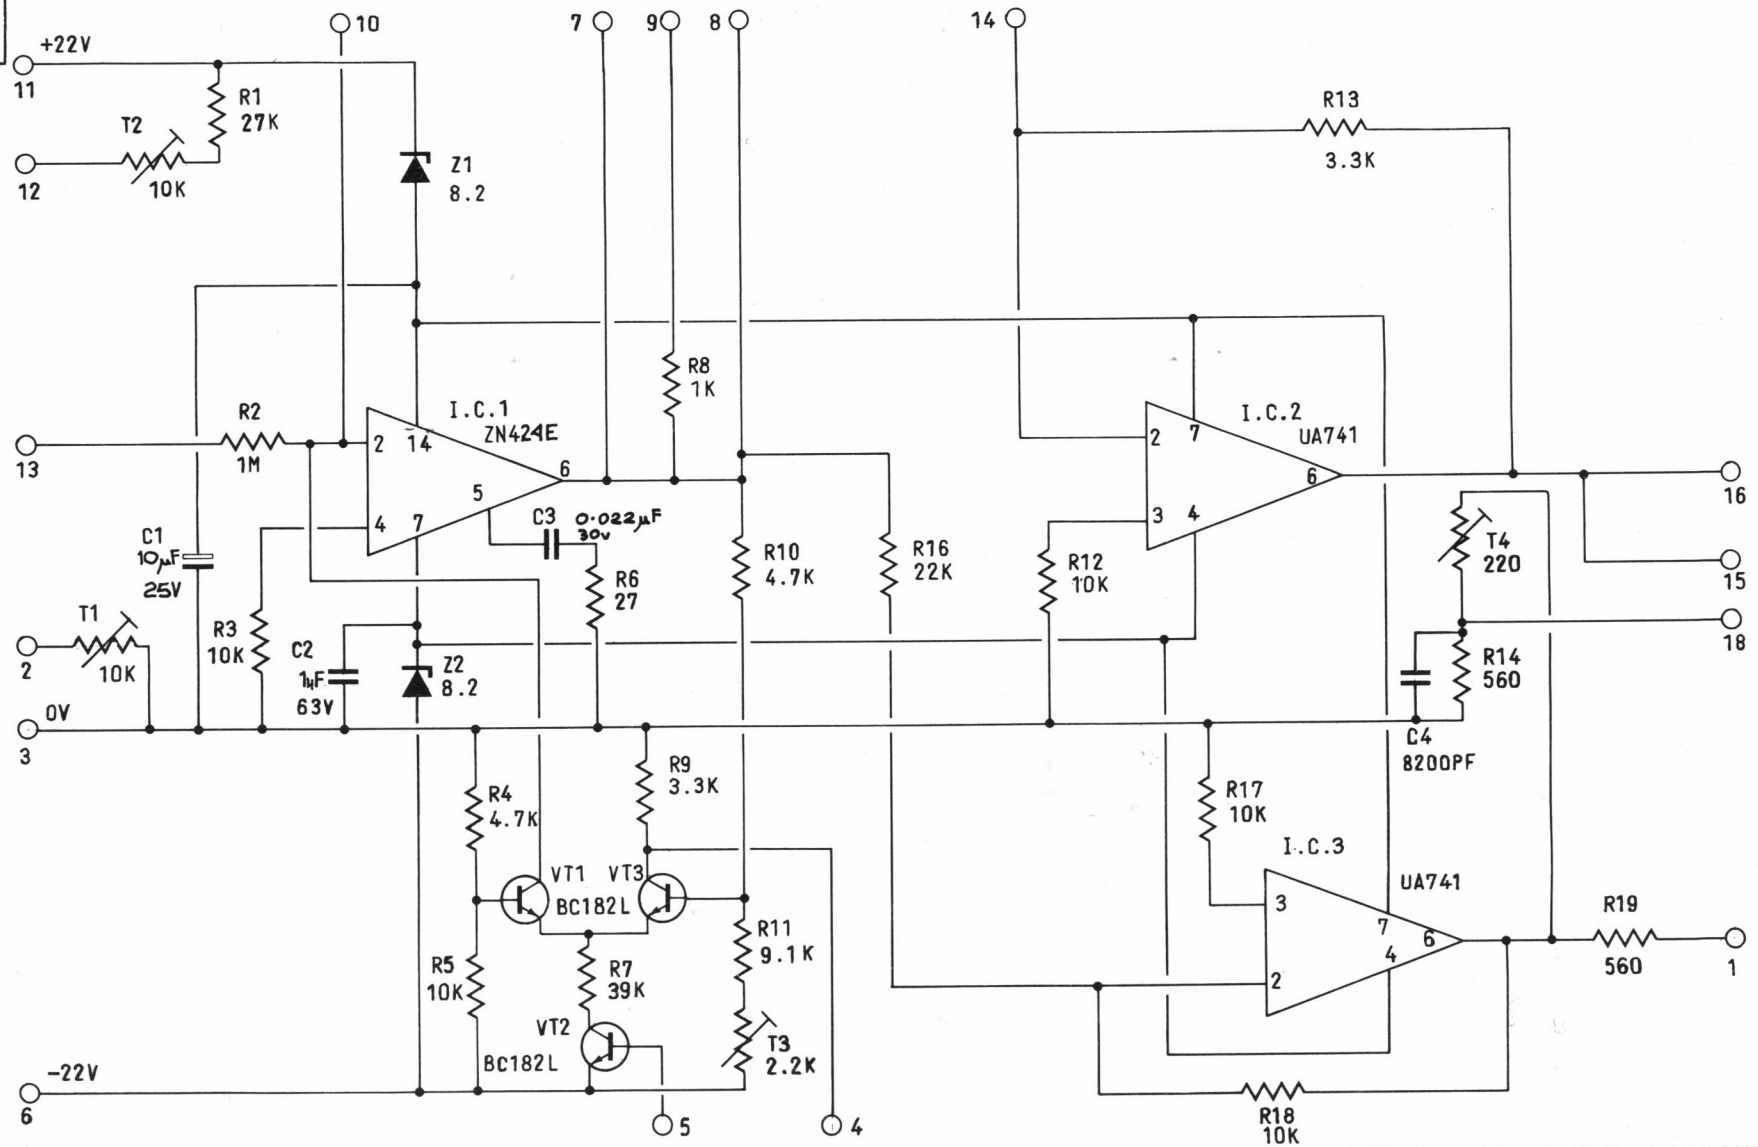 10
7
9
8
14
+22V
11
R1
27K
T2
10K
12
Z1
8.2
R13
3.3K
R8
1K
I.C.1
ZN424E
R2
1M
13
2
14
6
5
4
7
I.C.2
UA741
2
7
6
3
4
16
C1
10µF
25V
C3
0.022µF
30v
R10
4.7K
R16
22K
R12
10K
T4
220
15
R6
27
T1
10K
2
R3
10K
C2
1µF
63V
Z2
8.2
18
R14
560
0V
3
C4
8200PF
R9
3.3K
R4
4.7K
R17
10K
I.C.3
UA741
VT1
VT3
BC182L
3
7
6
4
2
R19
560
1
R11
9.1K
R5
10K
R7
39K
VT2
BC182L
T3
2.2K
-22V
6
5
4
R18
10K